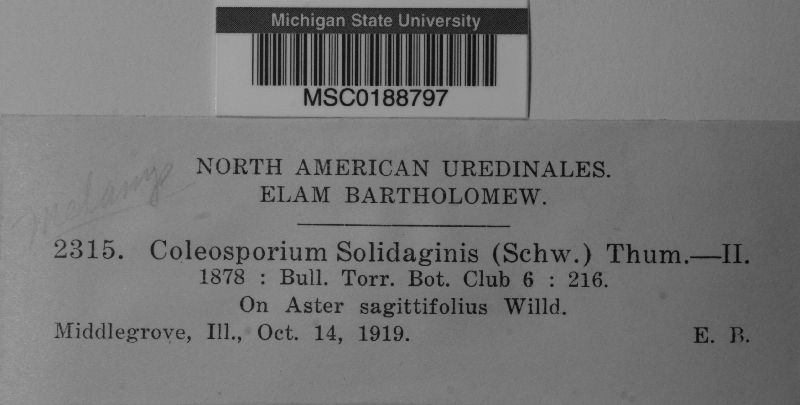 Michigan State University
MSC0188797
NORTH AMERICAN UREDINALES.
ELAM BARTHOLOMEW.
2315. Coleosporium Solidaginis (Schw.) Thum.—II.
1878 : Bull. Torr. Bot. Club 6 : 216.
On Aster sagittifolius Willd.
Middlegrove, Ill., Oct. 14, 1919. E. B.